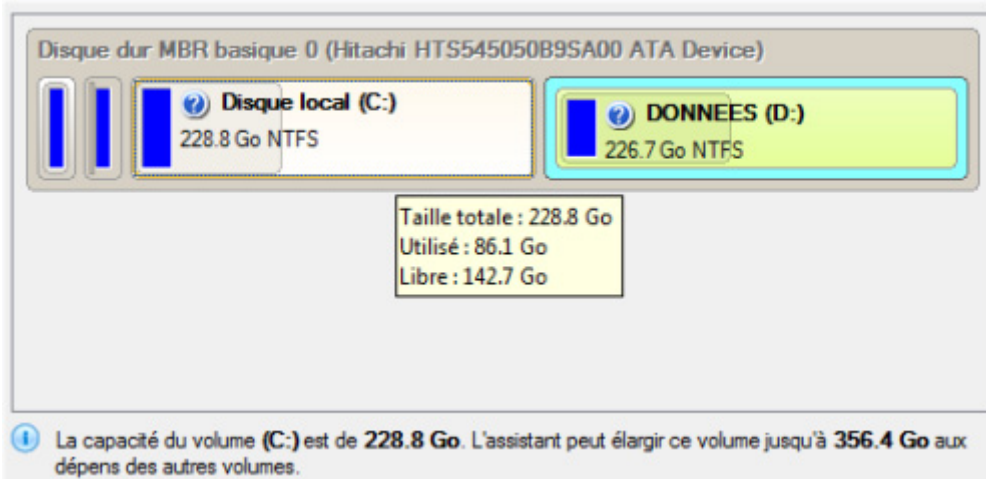 Disque dur MBR basique 0 (Hitachi HTS545050B9SA00 ATA Device)
Disque local (C:)
228.8 Go NTFS
DONNEES (D:)
226.7 Go NTFS
Taille totale : 228.8 Go
Utilisé : 86.1 Go
Libre : 142.7 Go
La capacité du volume (C:) est de 228.8 Go. L'assistant peut élargir ce volume jusqu'à 356.4 Go aux
dépens des autres volumes.